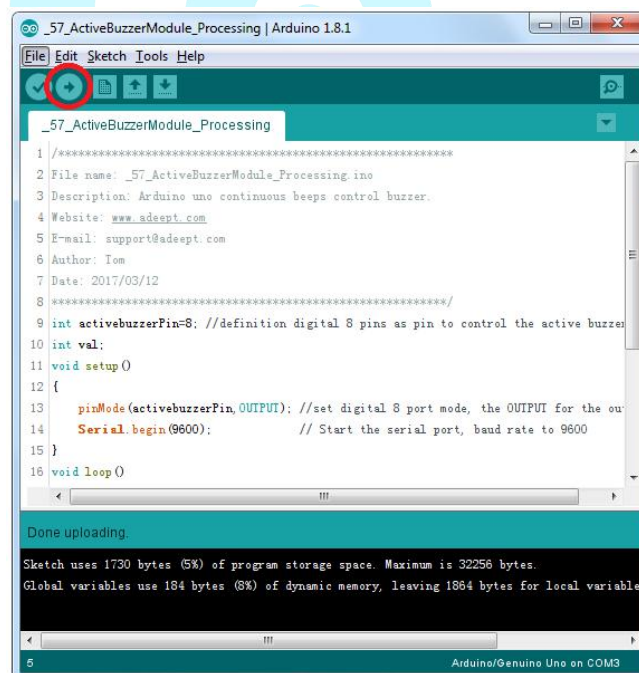 _57_ActiveBuzzerModule_Processing | Arduino 1.8.1
File Edit Sketch Tools Help
_57_ActiveBuzzerModule_Processing
1 /***********************************************************
2 File name: _57_ActiveBuzzerModule_Processing.ino
3 Description: Arduino uno continuous beeps control buzzer.
4 Website: www.adeept.com
5 E-mail: support@adeept.com
6 Author: Tom
7 Date: 2017/03/12
8 ***********************************************************/
9 int activebuzzerPin=8; //definition digital 8 pins as pin to control the active buzzer
10 int val;
11 void setup()
12 {
13 pinMode(activebuzzerPin,OUTPUT); //set digital 8 port mode, the OUTPUT for the ou
14 Serial.begin(9600); // Start the serial port, baud rate to 9600
15 }
16 void loop()
Done uploading.
Sketch uses 1730 bytes (5%) of program storage space. Maximum is 32256 bytes.
Global variables use 184 bytes (8%) of dynamic memory, leaving 1864 bytes for local variable
5 Arduino/Genuino Uno on COM3